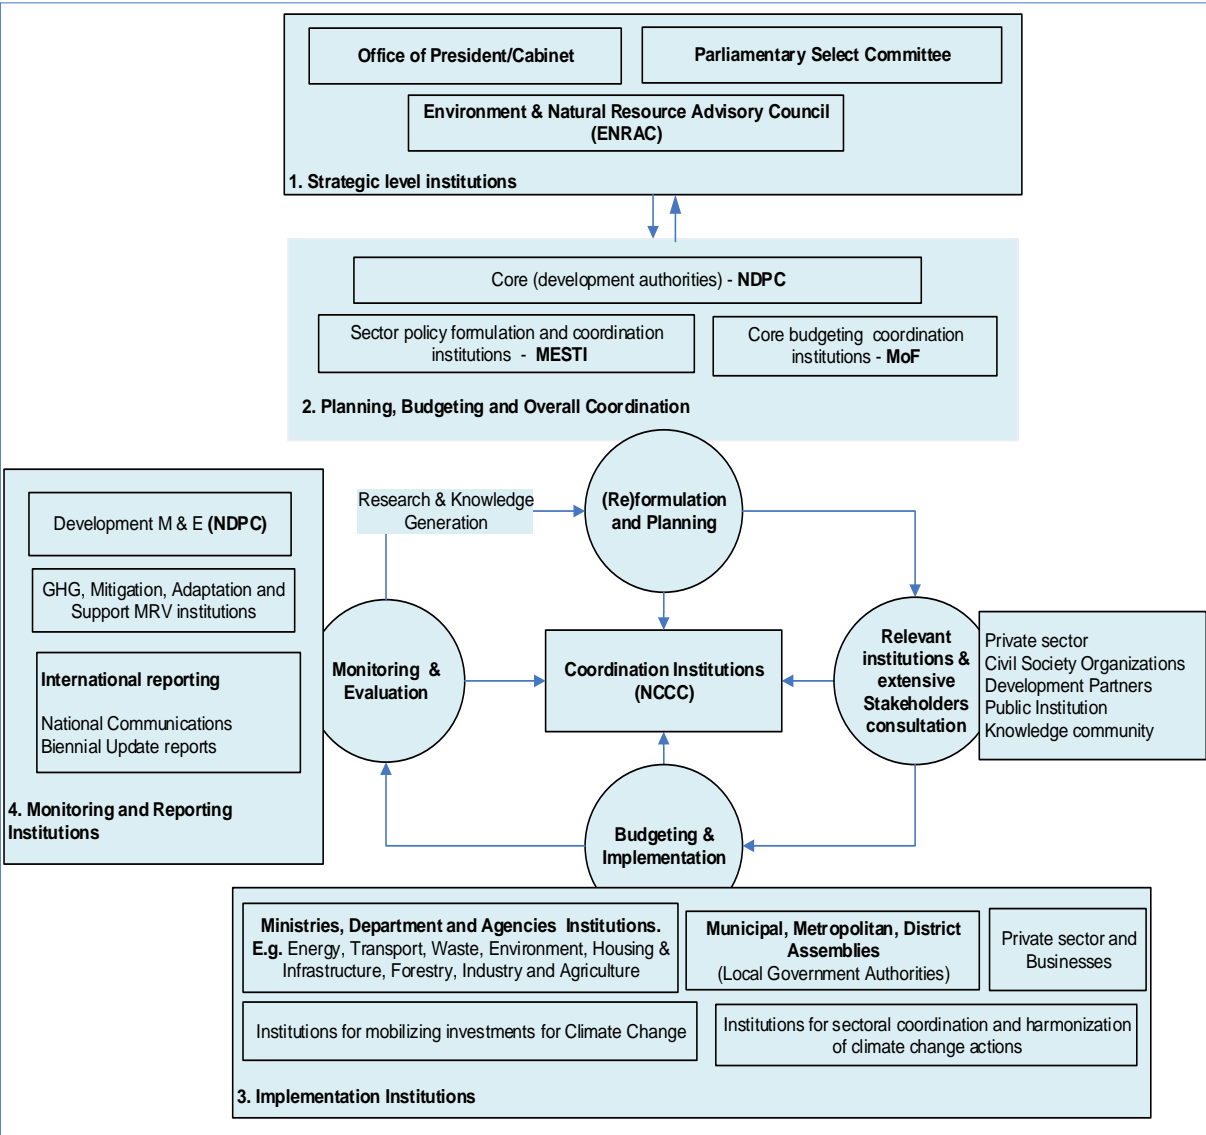 Office of President/Cabinet
Parliamentary Select Committee
Environment & Natural Resource Advisory Council
(ENRAC)
1. Strategic level institutions
Core (development authorities) - NDPC
Sector policy formulation and coordination
institutions - MESTI
Core budgeting coordination
institutions - MoF
2. Planning, Budgeting and Overall Coordination
Development M & E (NDPC)
GHG, Mitigation, Adaptation and
Support MRV institutions
International reporting
National Communications
Biennial Update reports
4. Monitoring and Reporting
Institutions
Research & Knowledge
Generation
(Re)formulation
and Planning
Monitoring &
Evaluation
Coordination Institutions
(NCCC)
Relevant
institutions &
extensive
Stakeholders
consultation
Private sector
Civil Society Organizations
Development Partners
Public Institution
Knowledge community
Budgeting &
Implementation
Ministries, Department and Agencies Institutions.
E.g. Energy, Transport, Waste, Environment, Housing &
Infrastructure, Forestry, Industry and Agriculture
Municipal, Metropolitan, District
Assemblies
(Local Government Authorities)
Private sector and
Businesses
Institutions for mobilizing investments for Climate Change
Institutions for sectoral coordination and harmonization
of climate change actions
3. Implementation Institutions